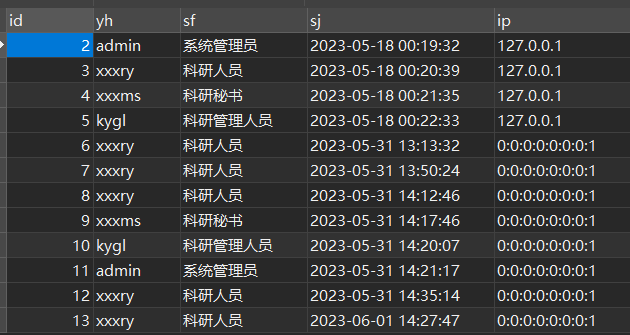 id yh sf sj ip
2 admin 系统管理员 2023-05-18 00:19:32 127.0.0.1
3 xxxry 科研人员 2023-05-18 00:20:39 127.0.0.1
4 xxxms 科研秘书 2023-05-18 00:21:35 127.0.0.1
5 kygl 科研管理人员 2023-05-18 00:22:33 127.0.0.1
6 xxxry 科研人员 2023-05-31 13:13:32 0:0:0:0:0:0:0:1
7 xxxry 科研人员 2023-05-31 13:50:24 0:0:0:0:0:0:0:1
8 xxxry 科研人员 2023-05-31 14:12:46 0:0:0:0:0:0:0:1
9 xxxms 科研秘书 2023-05-31 14:17:46 0:0:0:0:0:0:0:1
10 kygl 科研管理人员 2023-05-31 14:20:07 0:0:0:0:0:0:0:1
11 admin 系统管理员 2023-05-31 14:21:17 0:0:0:0:0:0:0:1
12 xxxry 科研人员 2023-05-31 14:35:14 0:0:0:0:0:0:0:1
13 xxxry 科研人员 2023-06-01 14:27:47 0:0:0:0:0:0:0:1